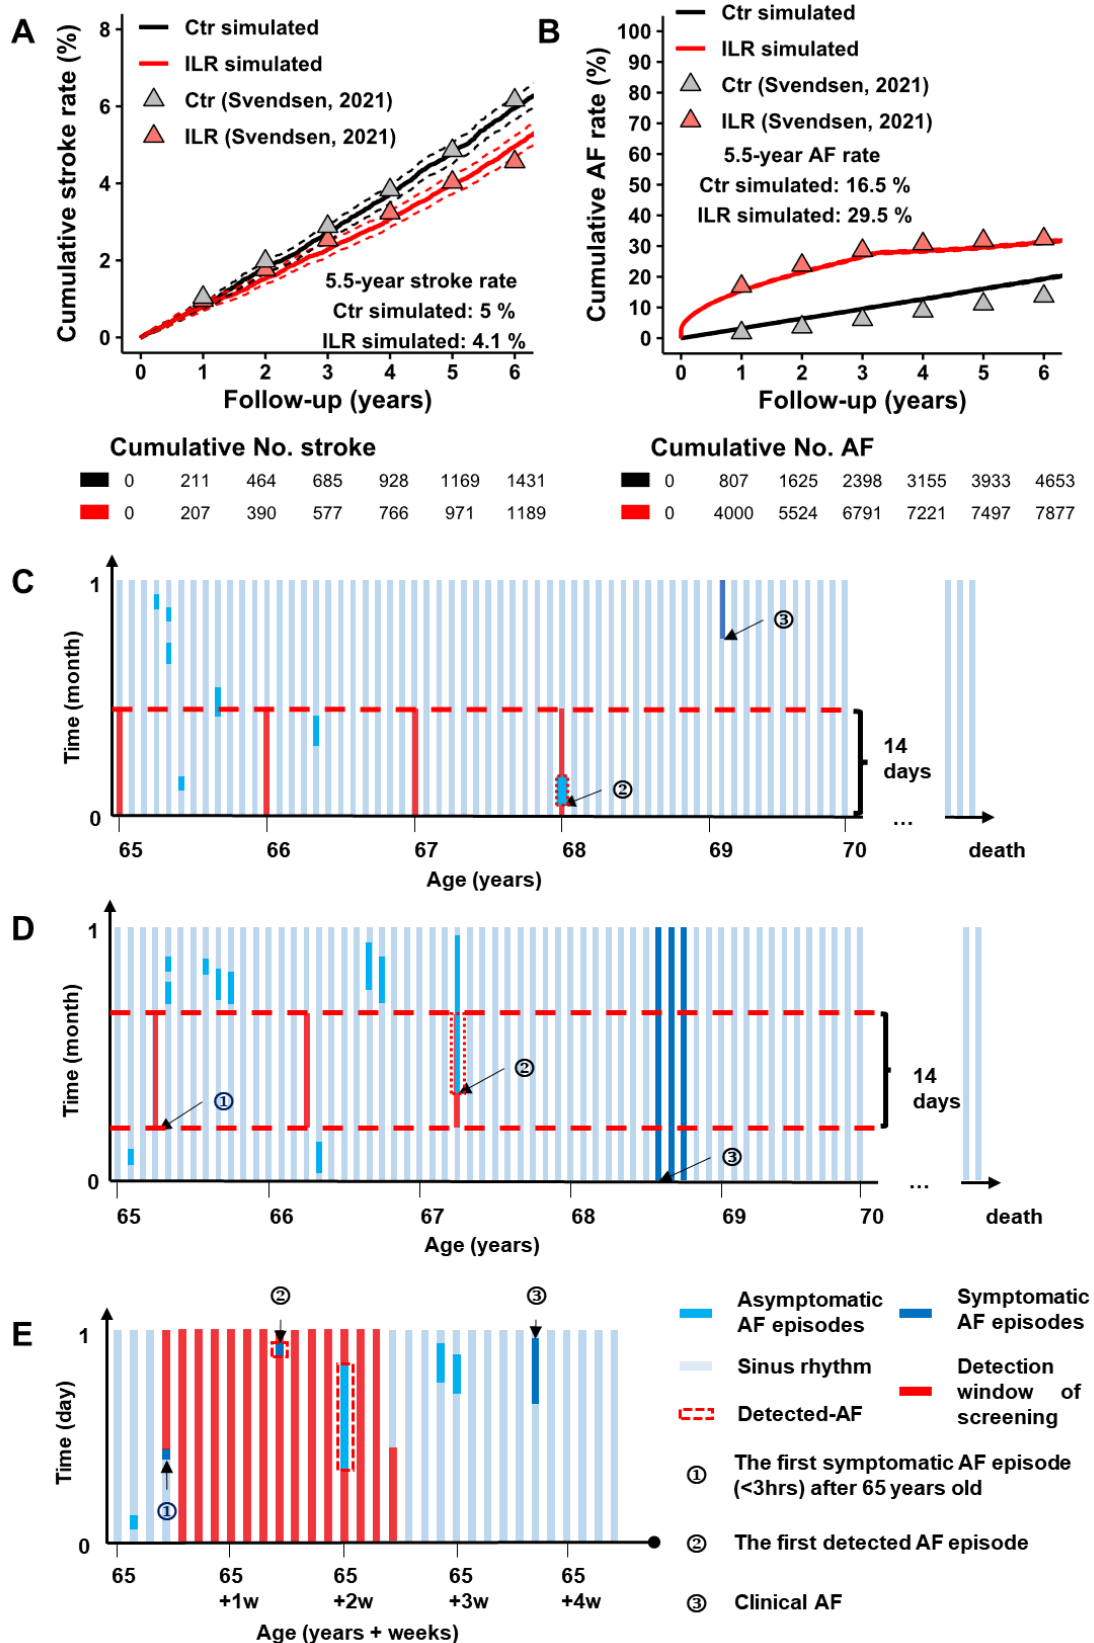 A
8
6
4
2
0
Cumulative stroke rate (%)
Ctr simulated
ILR simulated
Ctr (Svendsen, 2021)
ILR (Svendsen, 2021)
5.5-year stroke rate
Ctr simulated: 5 %
ILR simulated: 4.1 %
0 1 2 3 4 5 6
Follow-up (years)
B
100
90
80
70
60
50
40
30
20
10
0
Cumulative AF rate (%)
Ctr simulated
ILR simulated
Ctr (Svendsen, 2021)
ILR (Svendsen, 2021)
5.5-year AF rate
Ctr simulated: 16.5 %
ILR simulated: 29.5 %
0 1 2 3 4 5 6
Follow-up (years)
Cumulative No. stroke
0 211 464 685 928 1169 1431
0 207 390 577 766 971 1189
Cumulative No. AF
0 807 1625 2398 3155 3933 4653
0 4000 5524 6791 7221 7497 7877
C
1
0
Time (month)
③
②
14
days
...
65 66 67 68 69 70 death
Age (years)
D
1
0
Time (month)
①
②
③
14
days
...
65 66 67 68 69 70 death
Age (years)
E
1
0
Time (day)
②
③
①
65 65 65 65 65
+1w +2w +3w +4w
Age (years + weeks)
Asymptomatic
AF episodes
Symptomatic
AF episodes
Sinus rhythm
Detection
window of
screening
Detected-AF
① The first symptomatic AF episode
(<3hrs) after 65 years old
② The first detected AF episode
③ Clinical AF